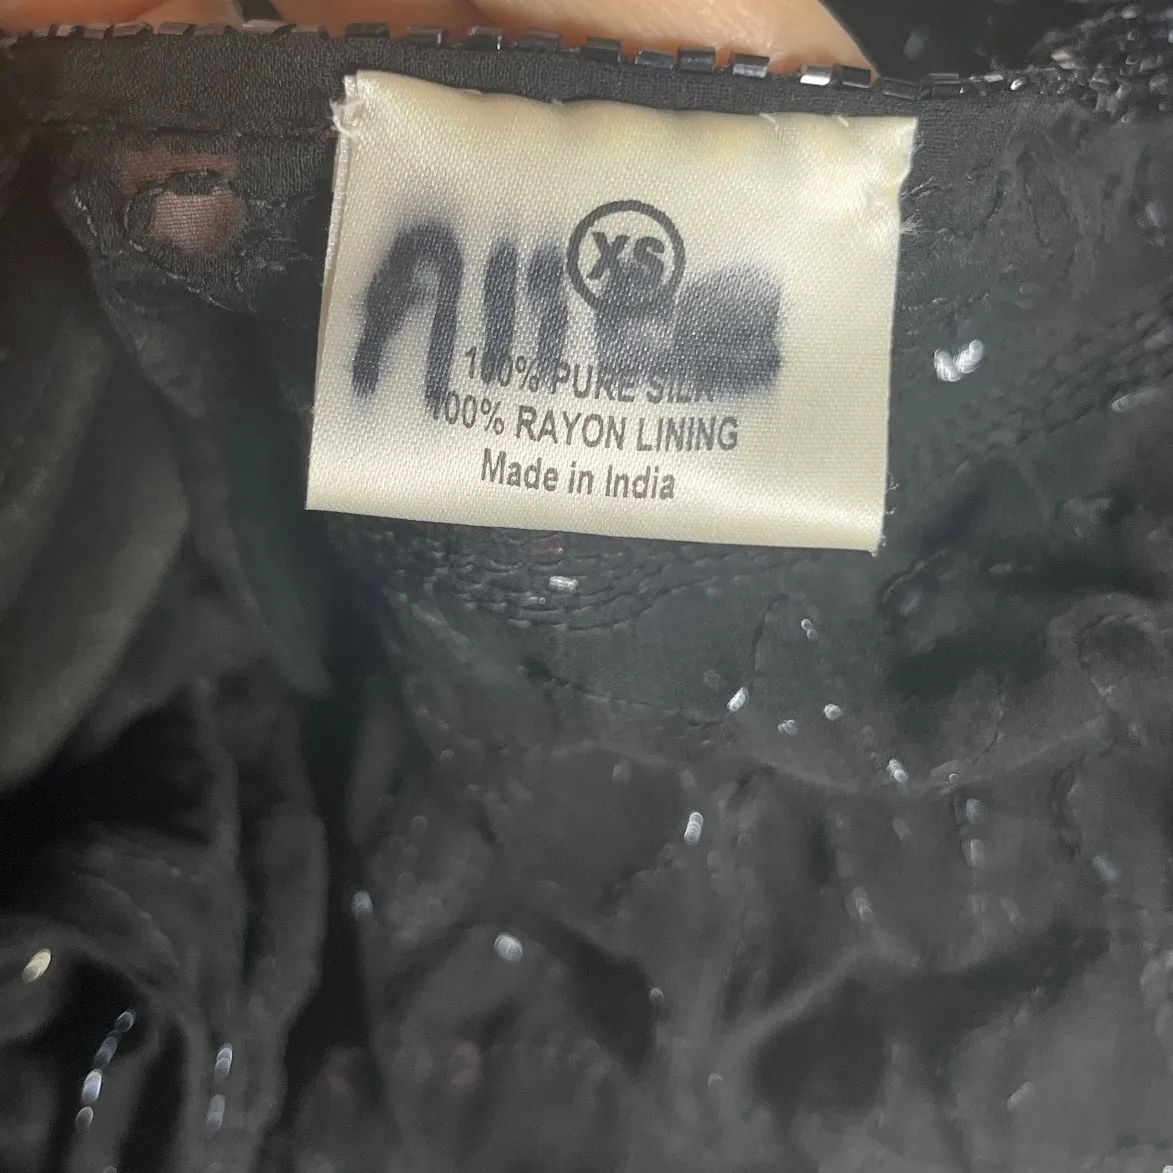 XS
100% PURE SILK
100% RAYON LINING
Made in India